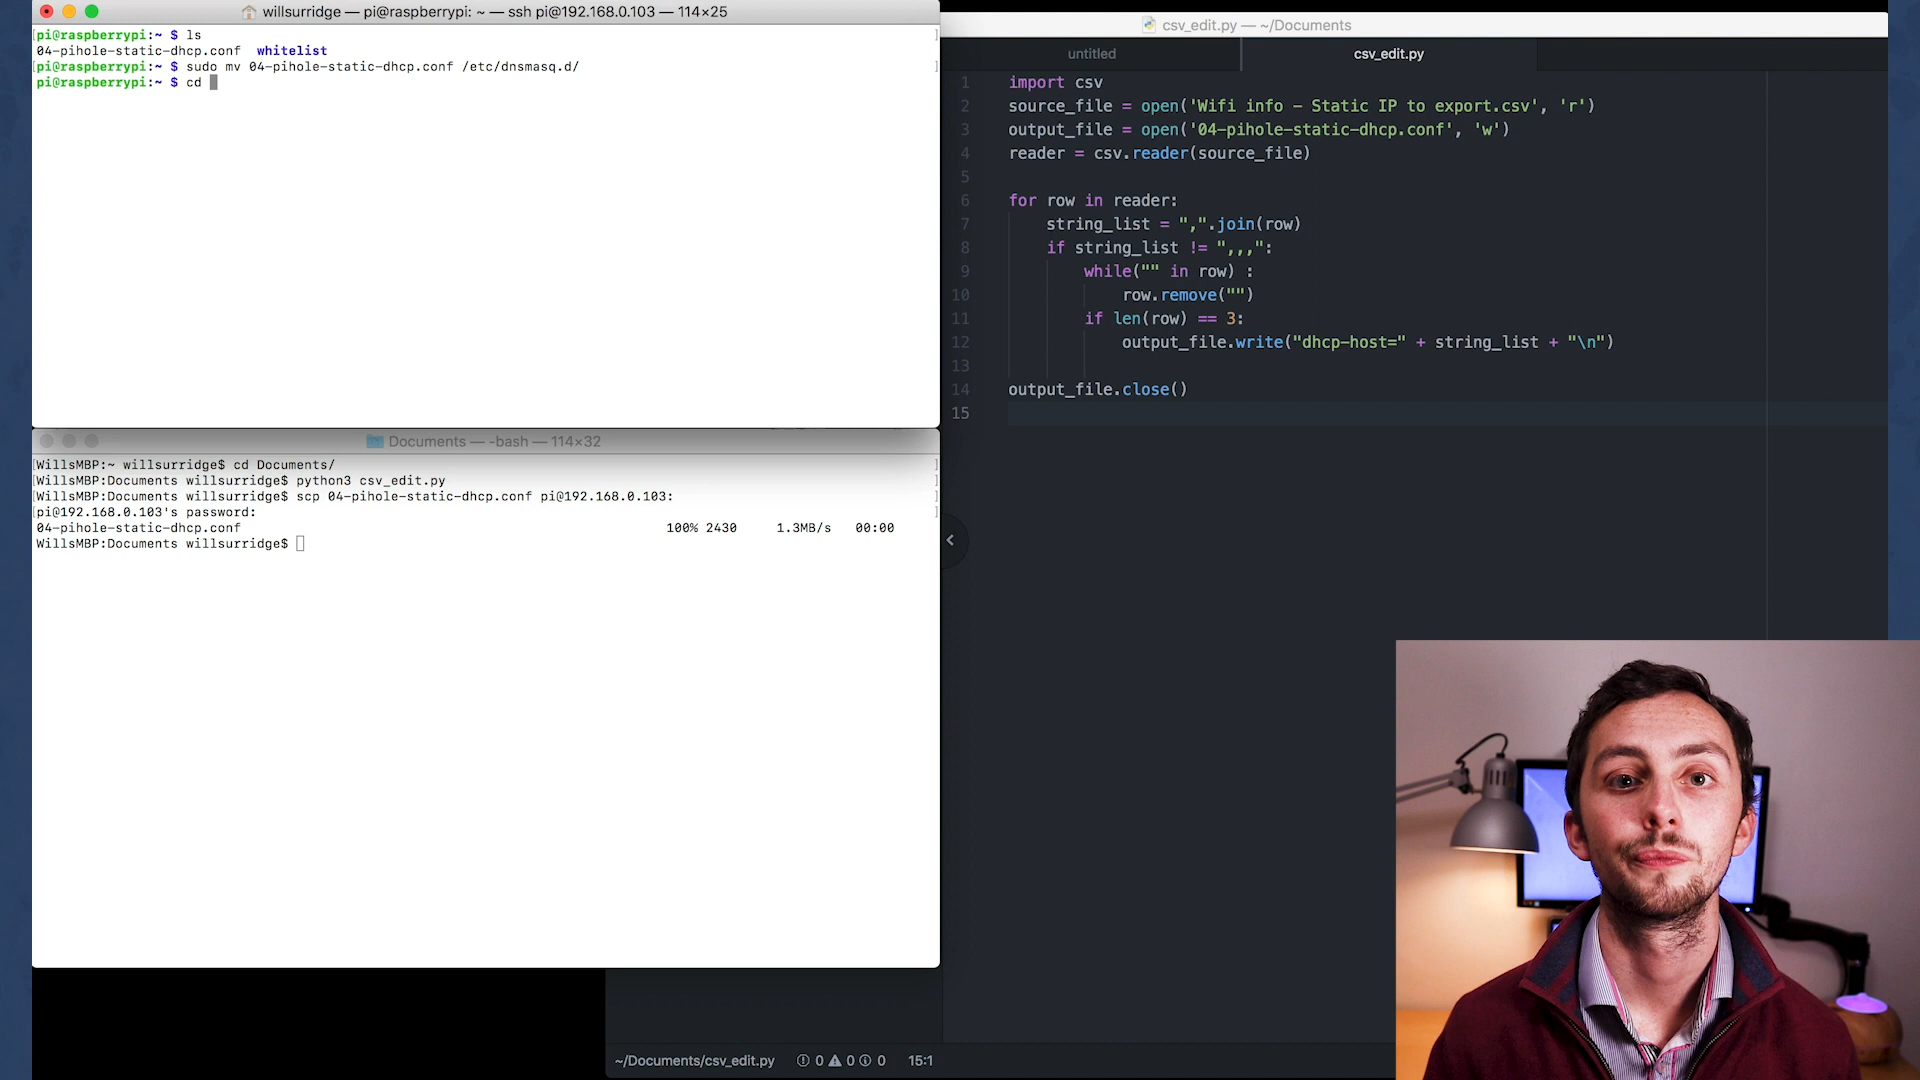 willsurridge — pi@raspberrypi: ~ — ssh pi@192.168.0.103 — 114×25
[pi@raspberrypi:~ $ ls ]
04-pihole-static-dhcp.conf  whitelist
[pi@raspberrypi:~ $ sudo mv 04-pihole-static-dhcp.conf /etc/dnsmasq.d/ ]
pi@raspberrypi:~ $ cd
Documents — -bash — 114×32
[WillsMBP:~ willsurridge$ cd Documents/ ]
[WillsMBP:Documents willsurridge$ python3 csv_edit.py ]
[WillsMBP:Documents willsurridge$ scp 04-pihole-static-dhcp.conf pi@192.168.0.103: ]
[pi@192.168.0.103's password: ]
04-pihole-static-dhcp.conf 100% 2430 1.3MB/s 00:00
WillsMBP:Documents willsurridge$
csv_edit.py — ~/Documents
untitled csv_edit.py
1 import csv
2 source_file = open('Wifi info - Static IP to export.csv', 'r')
3 output_file = open('04-pihole-static-dhcp.conf', 'w')
4 reader = csv.reader(source_file)
5
6 for row in reader:
7     string_list = ",".join(row)
8     if string_list != ",,,":
9         while("" in row) :
10             row.remove("")
11         if len(row) == 3:
12             output_file.write("dhcp-host=" + string_list + "\n")
13
14 output_file.close()
15
~/Documents/csv_edit.py 0 0 0 15:1